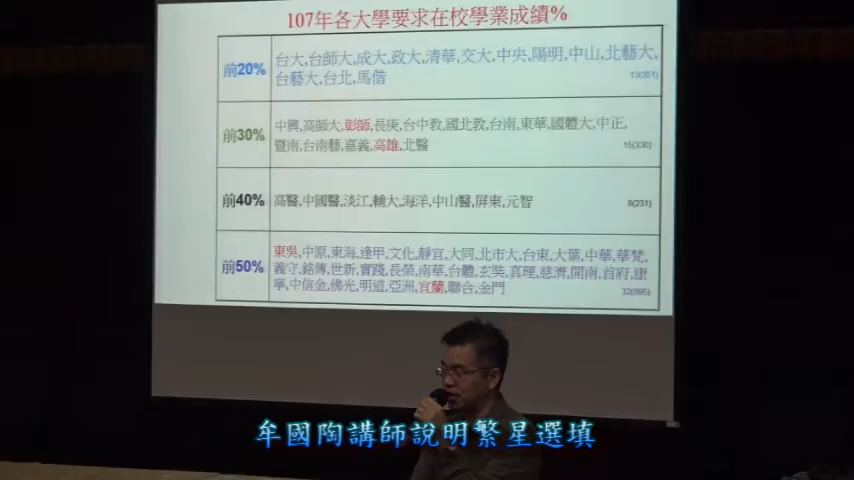 107年各大學要求在校學業成績%
前20%
台大,台師大,成大,政大,清華,交大,中央,陽明,中山,北藝大,
台藝大,台北,馬偕
13(351)
前30%
中興,高師大,彰師,長庚,台中教,國北教,台南,東華,國體大,中正,
暨南,台南藝,嘉義,高雄,北醫
15(330)
前40%
高醫,中國醫,淡江,輔大,海洋,中山醫,屏東,元智
8(231)
前50%
東吳,中原,東海,逢甲,文化,靜宜,大同,北市大,台東,大葉,中華,華梵,
義守,銘傳,世新,實踐,長榮,南華,台體,玄奘,真理,慈濟,開南,首府,康
寧,中信金,佛光,明道,亞洲,宜蘭,聯合,金門
牟國陶講師說明繁星選填